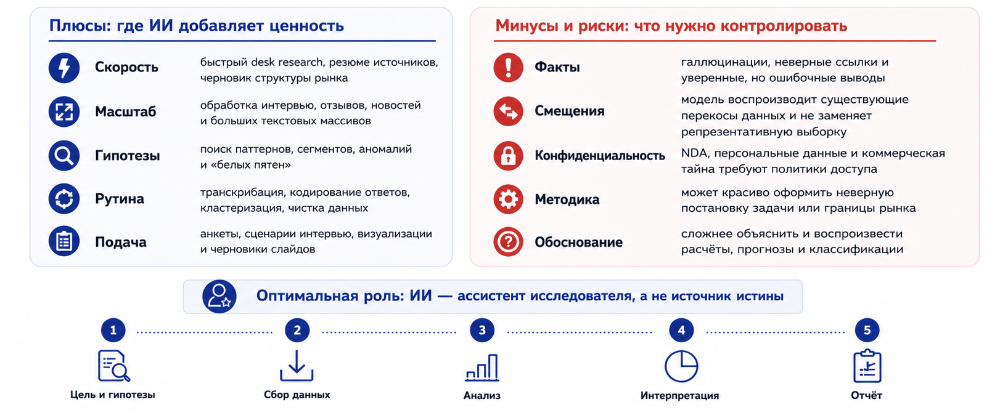 Плюсы: где ИИ добавляет ценность
Скорость
быстрый desk research, резюме источников,
черновик структуры рынка
Масштаб
обработка интервью, отзывов, новостей
и больших текстовых массивов
Гипотезы
поиск паттернов, сегментов, аномалий
и «белых пятен»
Рутина
транскрибация, кодирование ответов,
кластеризация, чистка данных
Подача
анкеты, сценарии интервью, визуализации
и черновики слайдов
Минусы и риски: что нужно контролировать
Факты
галлюцинации, неверные ссылки и
уверенные, но ошибочные выводы
Смещения
модель воспроизводит существующие
перекосы данных и не заменяет
репрезентативную выборку
Конфиденциальность
NDA, персональные данные и коммерческая
тайна требуют политики доступа
Методика
может красиво оформить неверную
постановку задачи или границы рынка
Обоснование
сложнее объяснить и воспроизвести
расчёты, прогнозы и классификации
Оптимальная роль: ИИ — ассистент исследователя, а не источник истины
1
Цель и гипотезы
2
Сбор данных
3
Анализ
4
Интерпретация
5
Отчёт